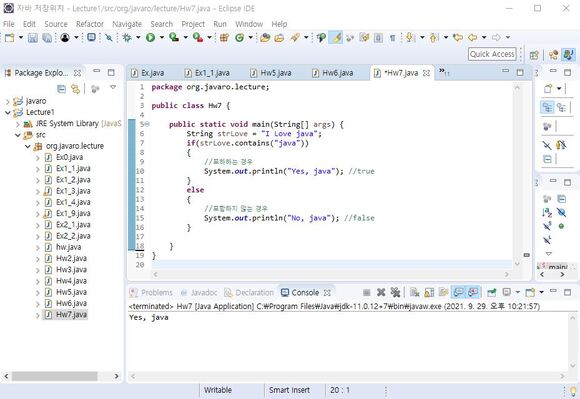 자바 저장위치 - Lecture1/src/org/javaro/lecture/Hw7.java - Eclipse IDE
File Edit Source Refactor Navigate Search Project Run Window Help
Quick Access
Package Explo...
javaro
Lecture1
JRE System Library [JavaS
src
org.javaro.lecture
Ex0.java
Ex1_1.java
Ex1_2.java
Ex1_3.java
Ex1_4.java
Ex1_9.java
Ex2_1.java
Ex2_2.java
hw.java
Hw2.java
Hw3.java
Hw4.java
Hw5.java
Hw6.java
Hw7.java
Ex.java Ex1_1.java Hw5.java Hw6.java *Hw7.java »11
1 package org.javaro.lecture;
2
3 public class Hw7 {
4
5 public static void main(String[] args) {
6 String strLove = "I Love java";
7 if(strLove.contains("java"))
8 {
9 //포하하는 경우
10 System.out.println("Yes, java"); //true
11 }
12 else
13 {
14 //포함하지 않는 경우
15 System.out.println("No, java"); //false
16 }
17
18 }
19 }
20
Problems Javadoc Declaration Console
<terminated> Hw7 [Java Application] C:₩Program Files₩Java₩jdk-11.0.12+7₩bin₩javaw.exe (2021. 9. 29. 오후 10:21:57)
Yes, java
Writable Smart Insert 20 : 1